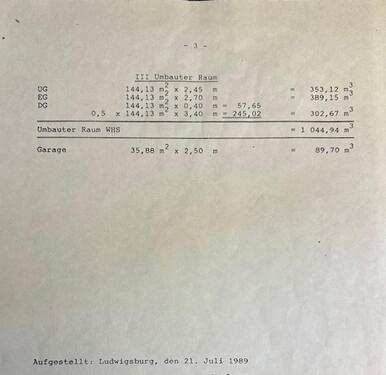 - 3 -
III Umbauter Raum
UG 144,13 m² x 2,45 m = 353,12 m³
EG 144,13 m² x 2,70 m = 389,15 m³
DG 144,13 m² x 0,40 m = 57,65
0,5 x 144,13 m² x 3,40 m = 245,02 = 302,67 m³
Umbauter Raum WHS = 1 044,94 m³
Garage 35,88 m² x 2,50 m = 89,70 m³
Aufgestellt: Ludwigsburg, den 21. Juli 1989